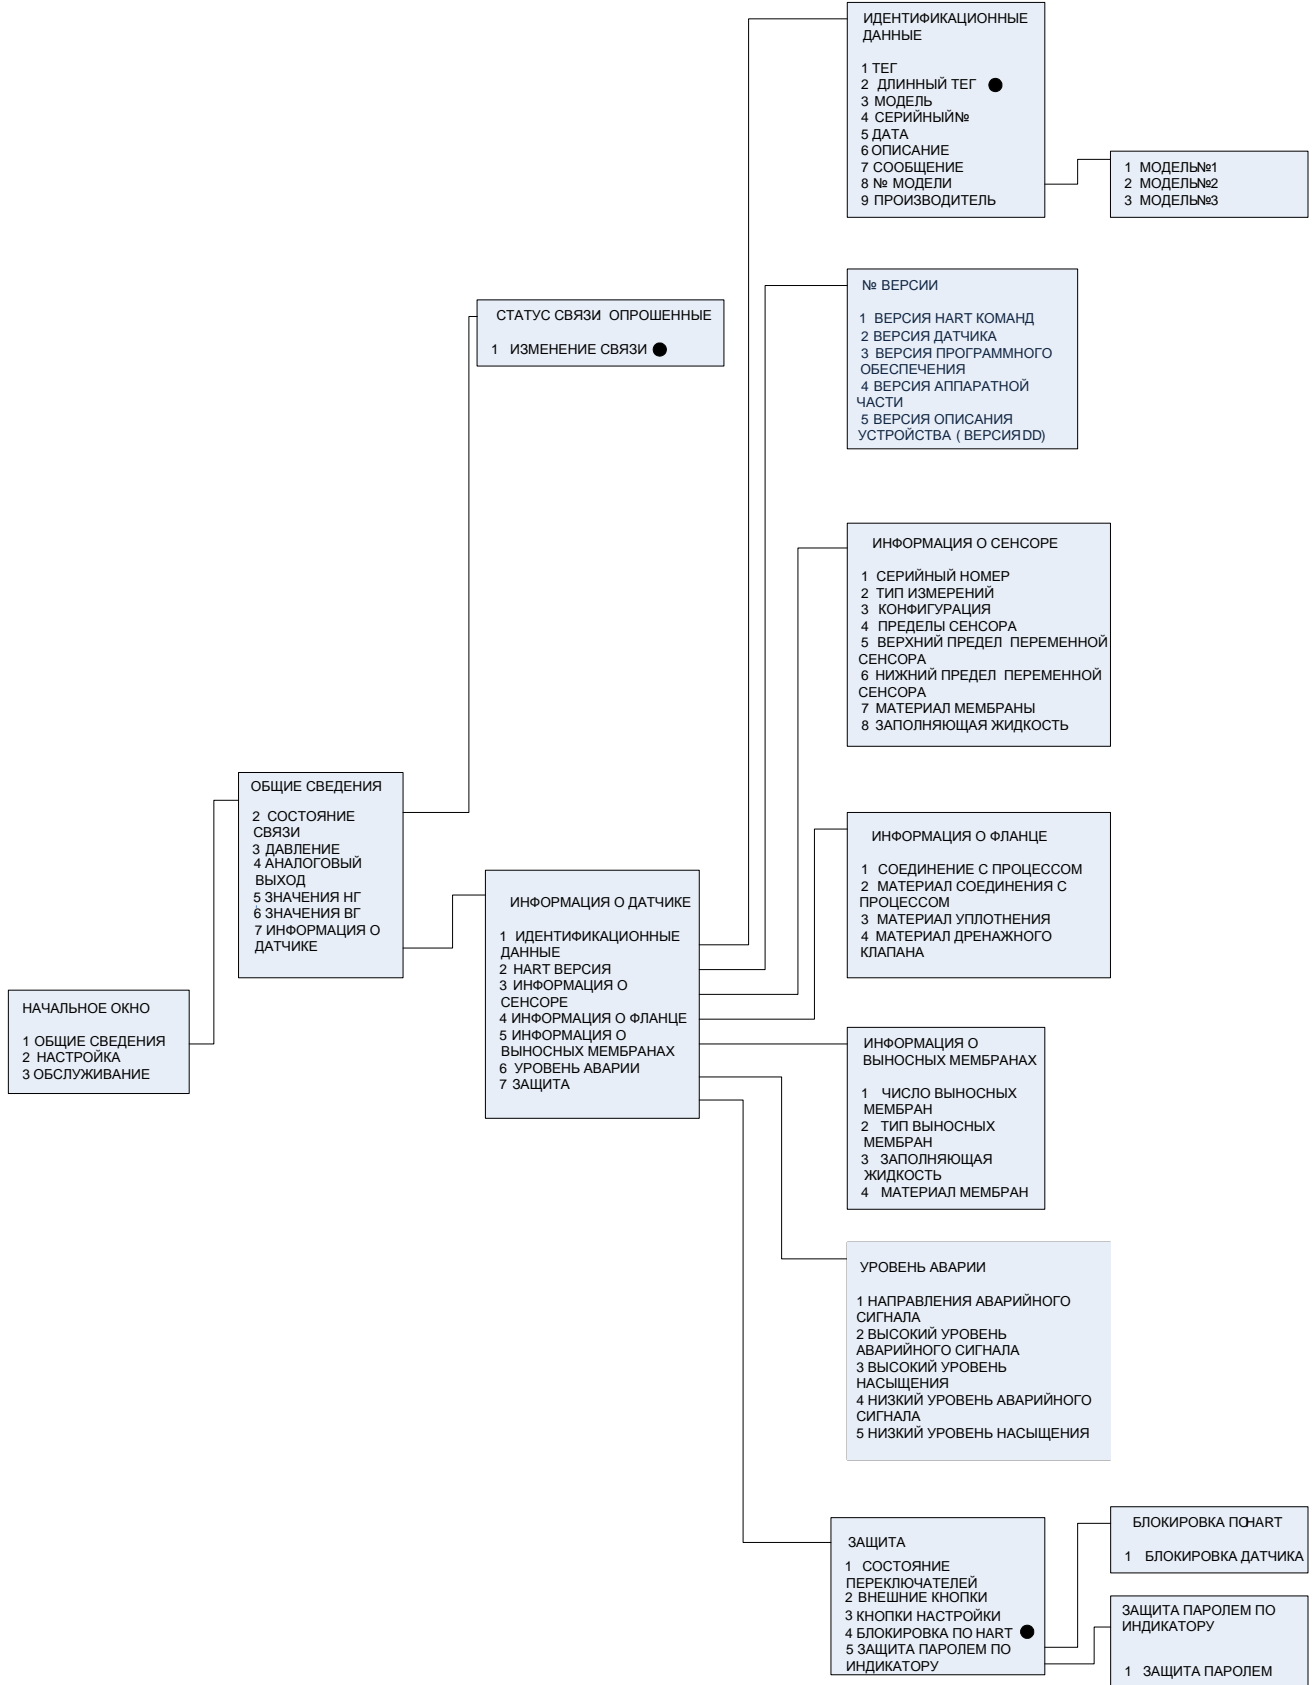 ИДЕНТИФИКАЦИОННЫЕ
ДАННЫЕ
1 ТЕГ
2 ДЛИННЫЙ ТЕГ
3 МОДЕЛЬ
4 СЕРИЙНЫЙ№
5 ДАТА
6 ОПИСАНИЕ
7 СООБЩЕНИЕ
8 № МОДЕЛИ
9 ПРОИЗВОДИТЕЛЬ
1 МОДЕЛЬ№1
2 МОДЕЛЬ№2
3 МОДЕЛЬ№3
№ ВЕРСИИ
1 ВЕРСИЯ HART КОМАНД
2 ВЕРСИЯ ДАТЧИКА
3 ВЕРСИЯ ПРОГРАММНОГО
ОБЕСПЕЧЕНИЯ
4 ВЕРСИЯ АППАРАТНОЙ
ЧАСТИ
5 ВЕРСИЯ ОПИСАНИЯ
УСТРОЙСТВА ( ВЕРСИЯ DD)
СТАТУС СВЯЗИ ОПРОШЕННЫЕ
1 ИЗМЕНЕНИЕ СВЯЗИ
ИНФОРМАЦИЯ О СЕНСОРЕ
1 СЕРИЙНЫЙ НОМЕР
2 ТИП ИЗМЕРЕНИЙ
3 КОНФИГУРАЦИЯ
4 ПРЕДЕЛЫ СЕНСОРА
5 ВЕРХНИЙ ПРЕДЕЛ ПЕРЕМЕННОЙ
СЕНСОРА
6 НИЖНИЙ ПРЕДЕЛ ПЕРЕМЕННОЙ
СЕНСОРА
7 МАТЕРИАЛ МЕМБРАНЫ
8 ЗАПОЛНЯЮЩАЯ ЖИДКОСТЬ
ОБЩИЕ СВЕДЕНИЯ
2 СОСТОЯНИЕ
СВЯЗИ
3 ДАВЛЕНИЕ
4 АНАЛОГОВЫЙ
ВЫХОД
5 ЗНАЧЕНИЯ НГ
6 ЗНАЧЕНИЯ ВГ
7 ИНФОРМАЦИЯ О
ДАТЧИКЕ
ИНФОРМАЦИЯ О ФЛАНЦЕ
1 СОЕДИНЕНИЕ С ПРОЦЕССОМ
2 МАТЕРИАЛ СОЕДИНЕНИЯ С
ПРОЦЕССОМ
3 МАТЕРИАЛ УПЛОТНЕНИЯ
4 МАТЕРИАЛ ДРЕНАЖНОГО
КЛАПАНА
ИНФОРМАЦИЯ О ДАТЧИКЕ
1 ИДЕНТИФИКАЦИОННЫЕ
ДАННЫЕ
2 HART ВЕРСИЯ
3 ИНФОРМАЦИЯ О
СЕНСОРЕ
4 ИНФОРМАЦИЯ О ФЛАНЦЕ
5 ИНФОРМАЦИЯ О
ВЫНОСНЫХ МЕМБРАНАХ
6 УРОВЕНЬ АВАРИИ
7 ЗАЩИТА
НАЧАЛЬНОЕ ОКНО
1 ОБЩИЕ СВЕДЕНИЯ
2 НАСТРОЙКА
3 ОБСЛУЖИВАНИЕ
ИНФОРМАЦИЯ О
ВЫНОСНЫХ МЕМБРАНАХ
1 ЧИСЛО ВЫНОСНЫХ
МЕМБРАН
2 ТИП ВЫНОСНЫХ
МЕМБРАН
3 ЗАПОЛНЯЮЩАЯ
ЖИДКОСТЬ
4 МАТЕРИАЛ МЕМБРАН
УРОВЕНЬ АВАРИИ
1 НАПРАВЛЕНИЯ АВАРИЙНОГО
СИГНАЛА
2 ВЫСОКИЙ УРОВЕНЬ
АВАРИЙНОГО СИГНАЛА
3 ВЫСОКИЙ УРОВЕНЬ
НАСЫЩЕНИЯ
4 НИЗКИЙ УРОВЕНЬ АВАРИЙНОГО
СИГНАЛА
5 НИЗКИЙ УРОВЕНЬ НАСЫЩЕНИЯ
ЗАЩИТА
1 СОСТОЯНИЕ
ПЕРЕКЛЮЧАТЕЛЕЙ
2 ВНЕШНИЕ КНОПКИ
3 КНОПКИ НАСТРОЙКИ
4 БЛОКИРОВКА ПО HART
5 ЗАЩИТА ПАРОЛЕМ ПО
ИНДИКАТОРУ
БЛОКИРОВКА ПО HART
1 БЛОКИРОВКА ДАТЧИКА
ЗАЩИТА ПАРОЛЕМ ПО
ИНДИКАТОРУ
1 ЗАЩИТА ПАРОЛЕМ